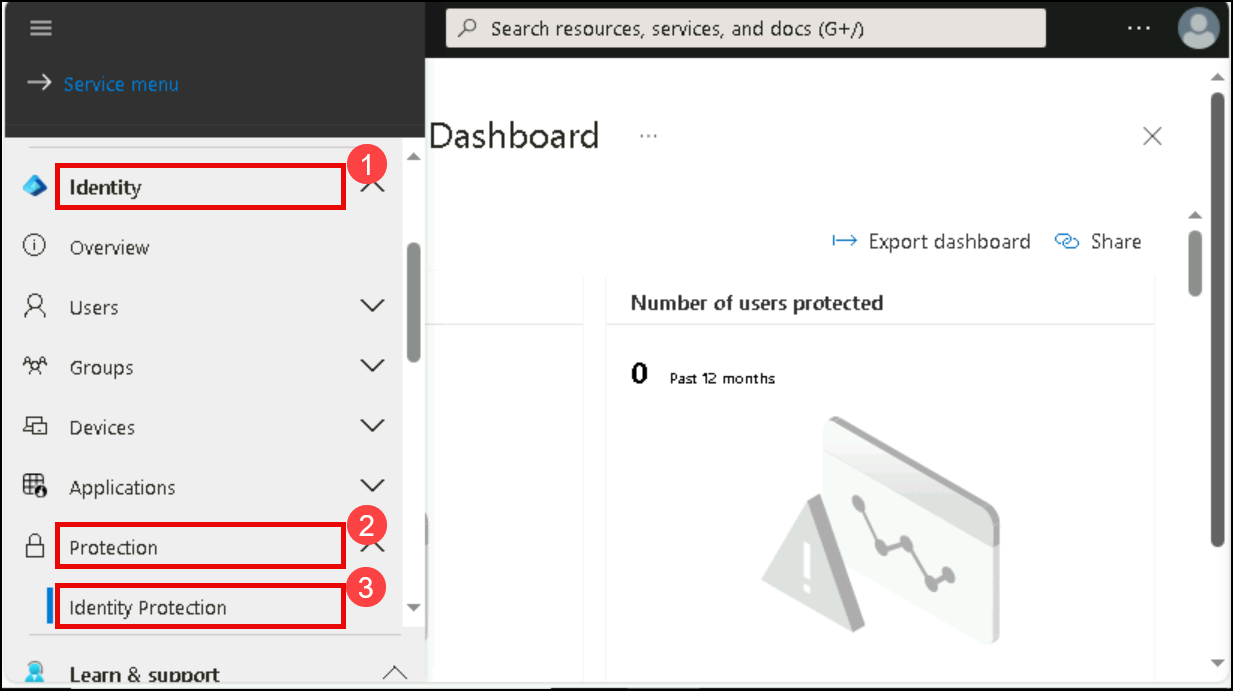 Search resources, services, and docs (G+/)
...
Service menu
Dashboard
...
Identity
1
Overview
Users
Groups
Devices
Applications
Protection
2
Identity Protection
3
Learn & support
Export dashboard
Share
Number of users protected
0 Past 12 months
!